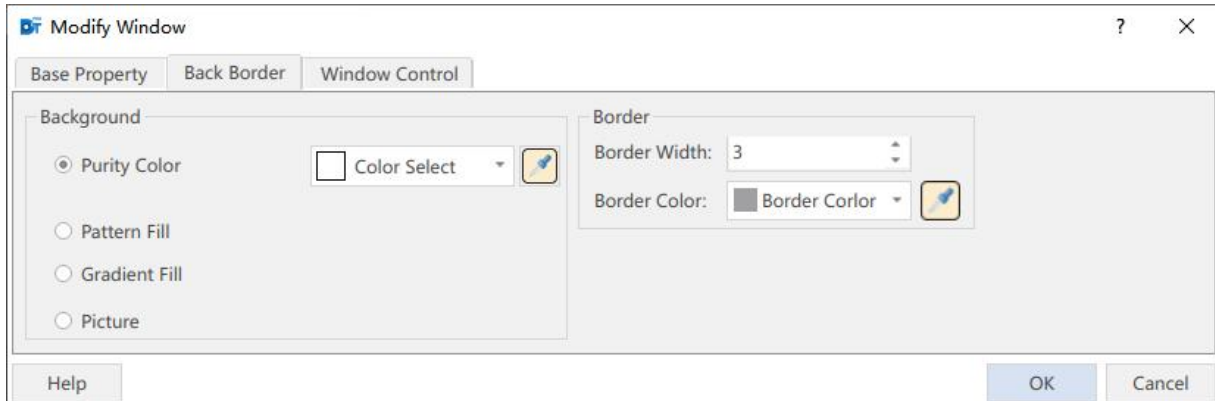 Modify Window ?
Base Property Back Border Window Control
Background
Purity Color Color Select
Pattern Fill
Gradient Fill
Picture
Border
Border Width: 3
Border Color: Border Corlor
Help OK Cancel